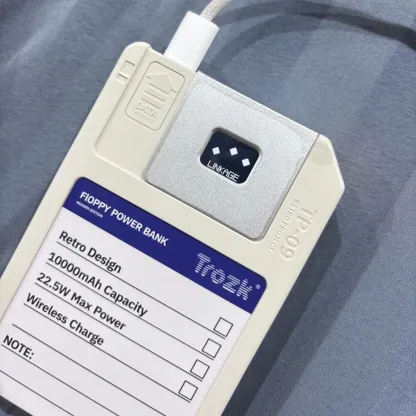 DATA
LINKAGE
TP-09
FLOPPY POWER BANK
Trozk
Retro Design
10000mAh Capacity
22.5W Max Power
Wireless Charge
NOTE: